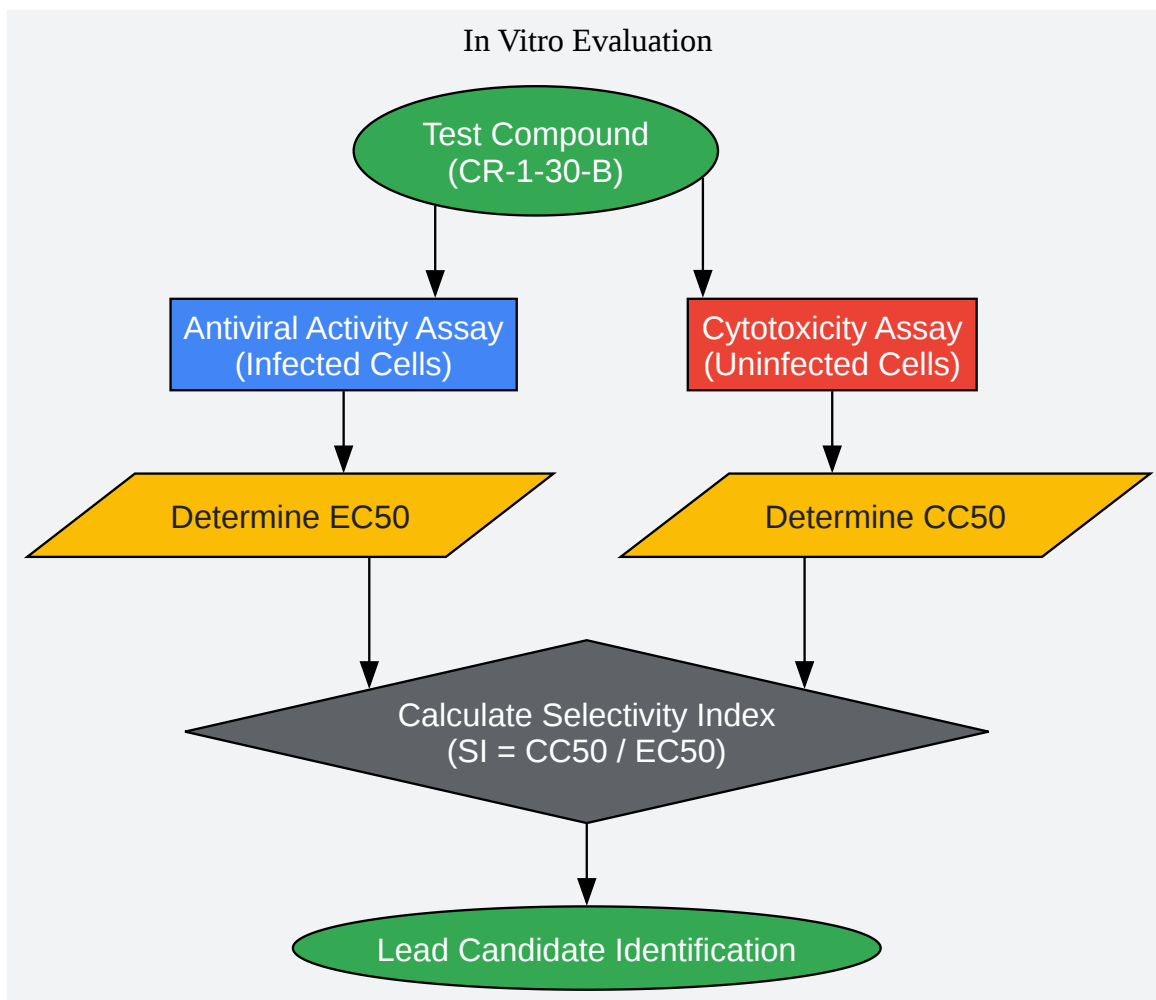 In Vitro Evaluation
Test Compound
(CR-1-30-B)
Antiviral Activity Assay
(Infected Cells)
Cytotoxicity Assay
(Uninfected Cells)
Determine EC50
Determine CC50
Calculate Selectivity Index
(SI = CC50 / EC50)
Lead Candidate Identification